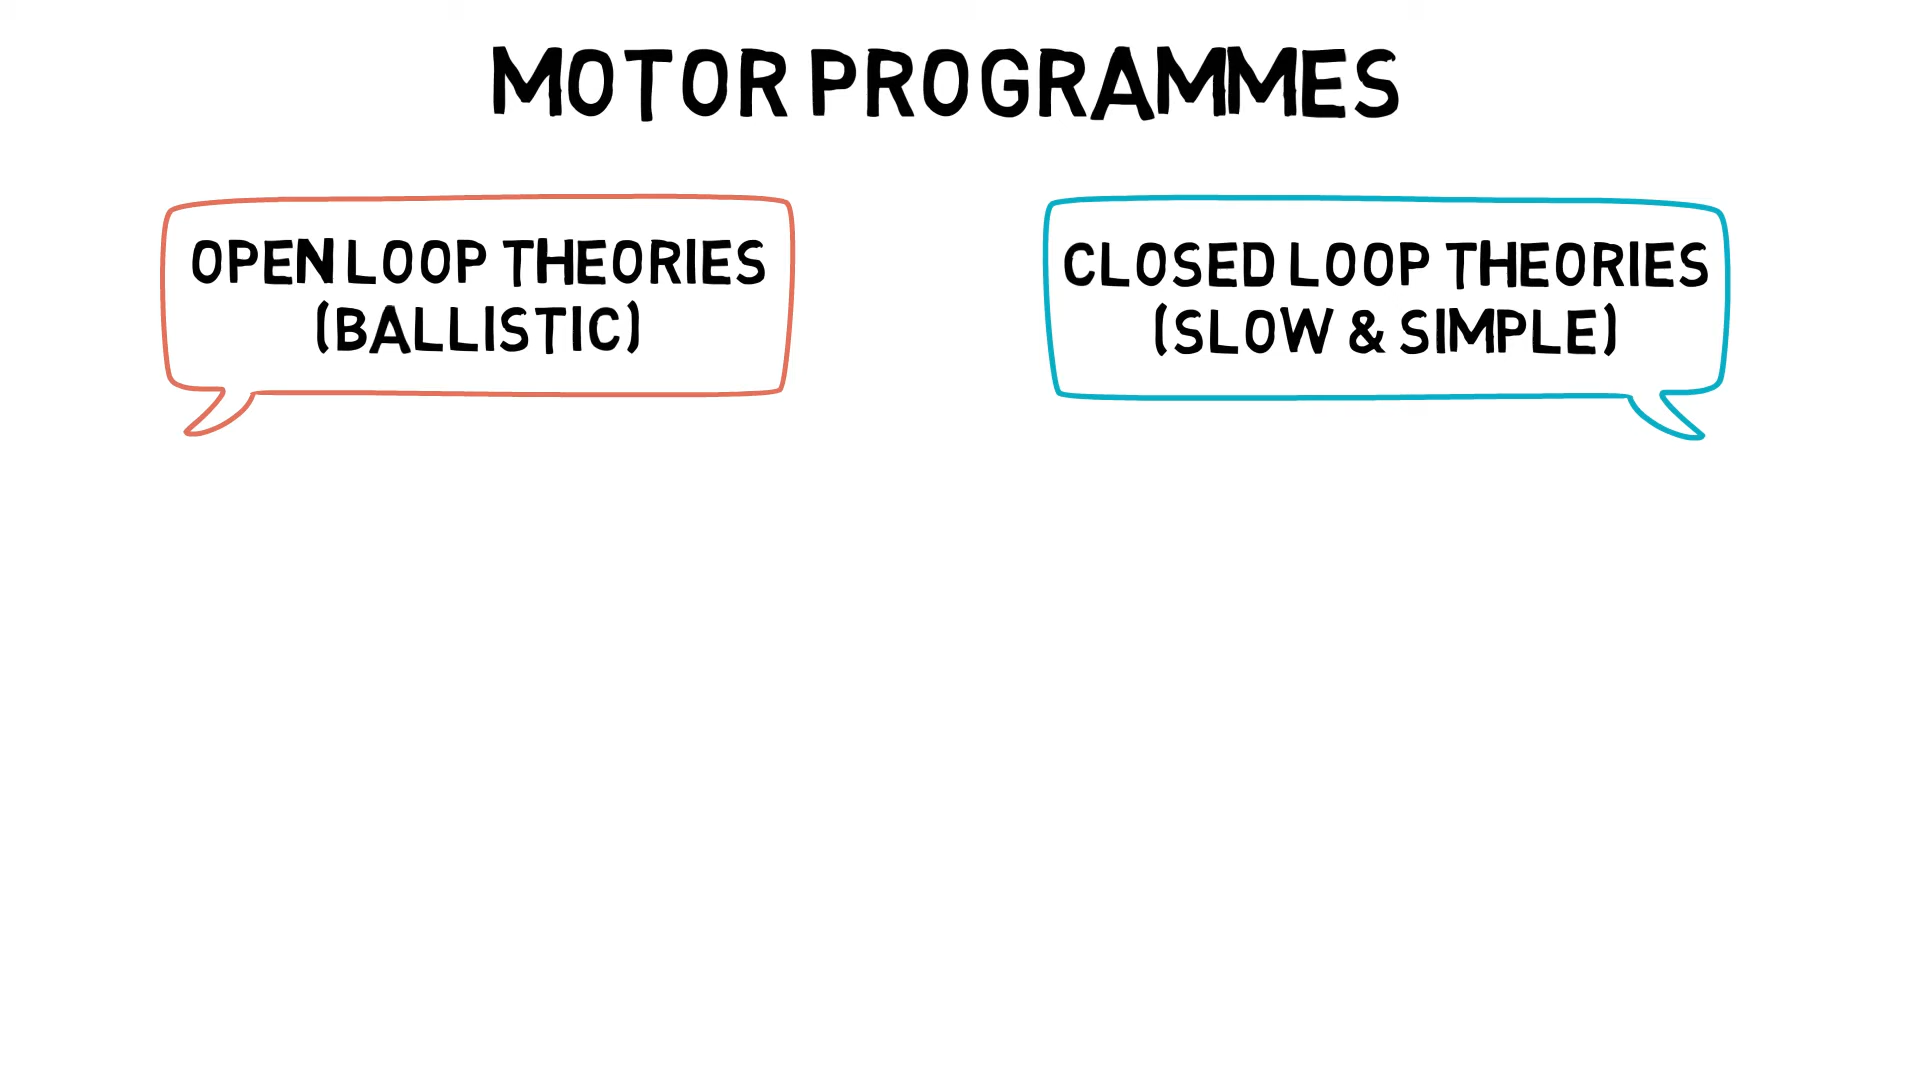 MOTOR PROGRAMMES
OPEN LOOP THEORIES
(BALLISTIC)
CLOSED LOOP THEORIES
(SLOW & SIMPLE)